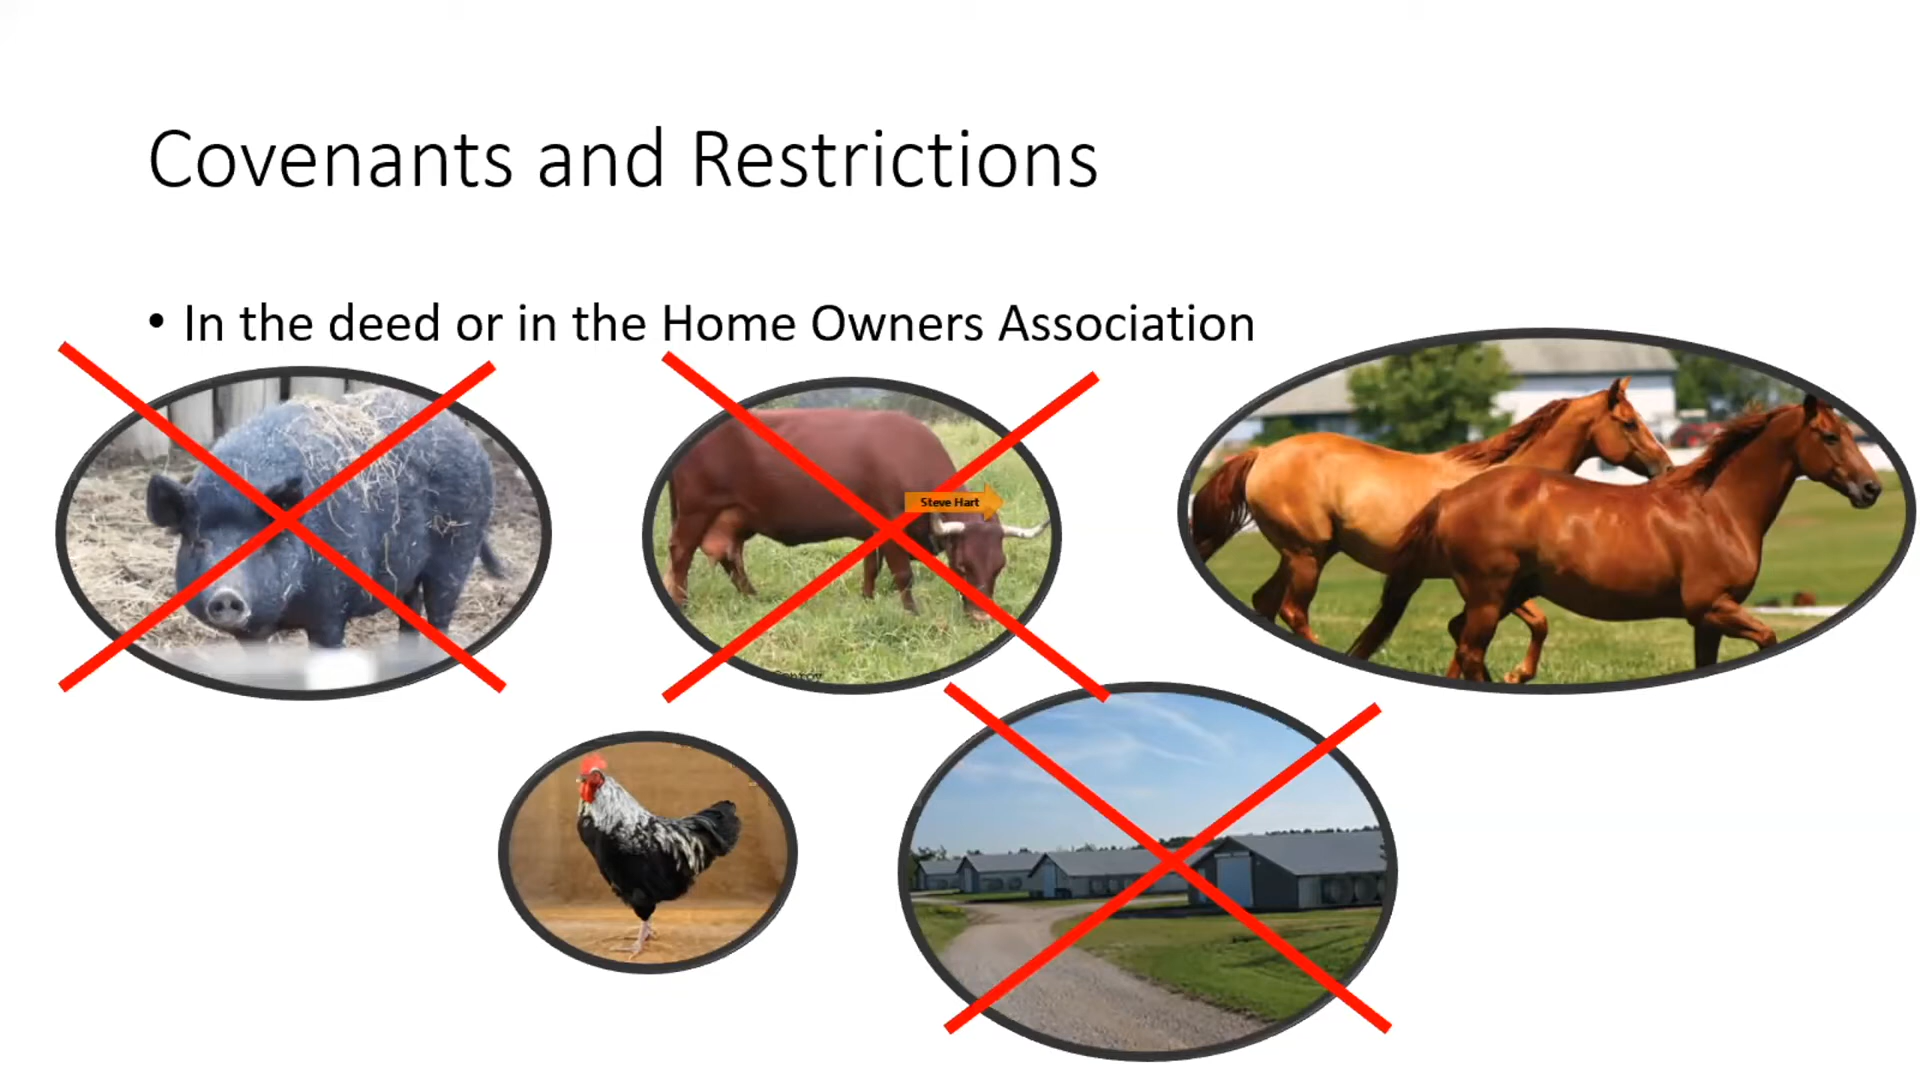 Covenants and Restrictions
• In the deed or in the Home Owners Association
Steve Hart